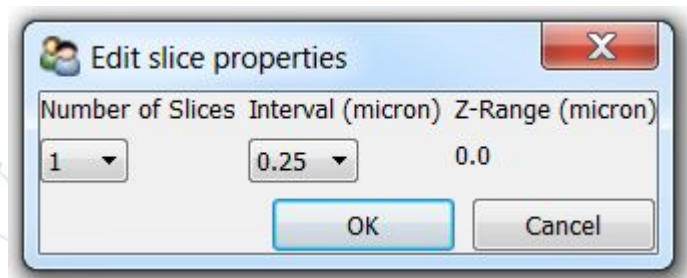 Edit slice properties
Number of Slices Interval (micron) Z-Range (micron)
1 0.25 0.0
OK Cancel